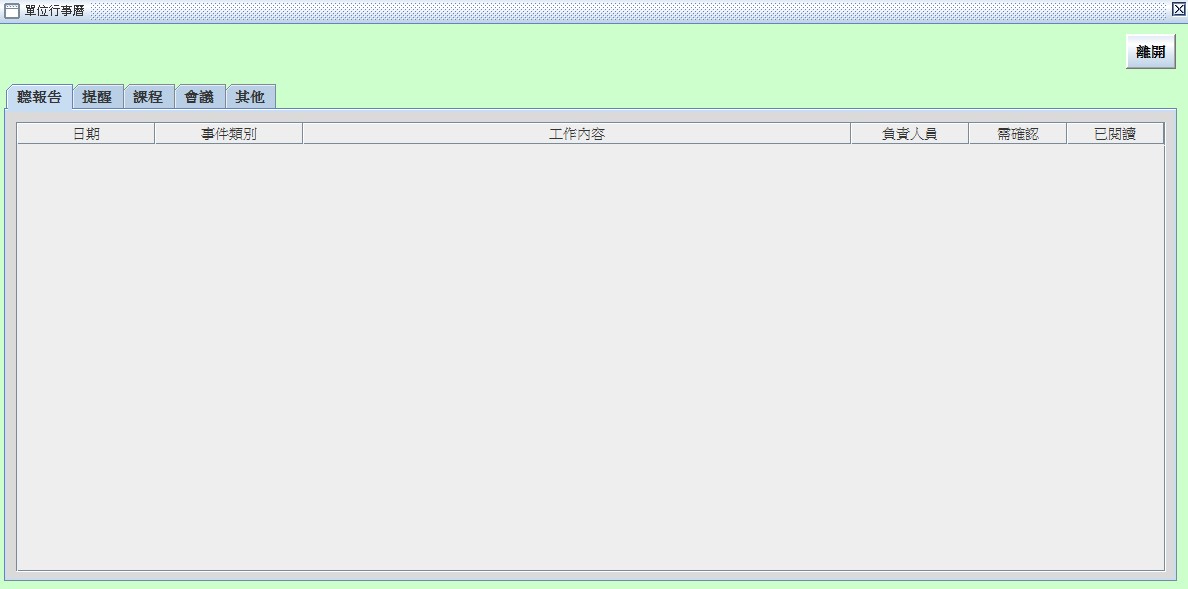 單位行事曆
離開
聽報告 提醒 課程 會議 其他
日期 事件類別 工作內容 負責人員 需確認 已閱讀